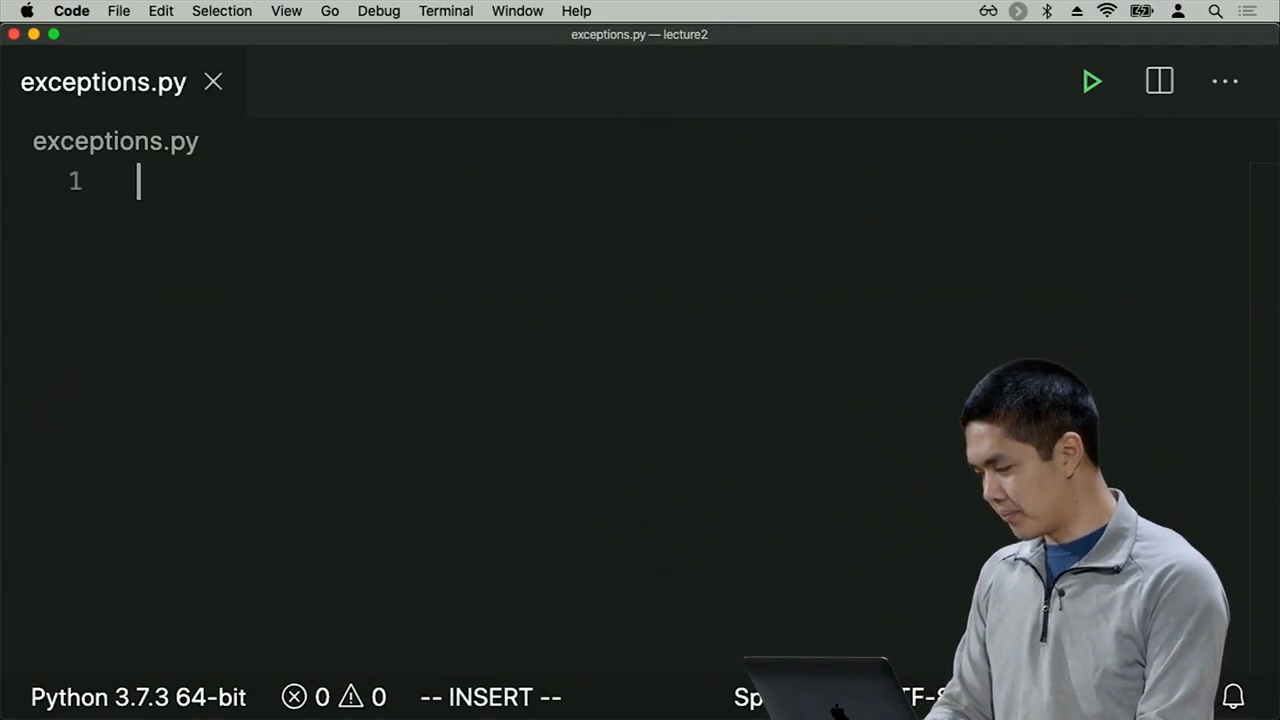 Code File Edit Selection View Go Debug Terminal Window Help
exceptions.py — lecture2
exceptions.py
exceptions.py
1
Python 3.7.3 64-bit 0 0 -- INSERT --